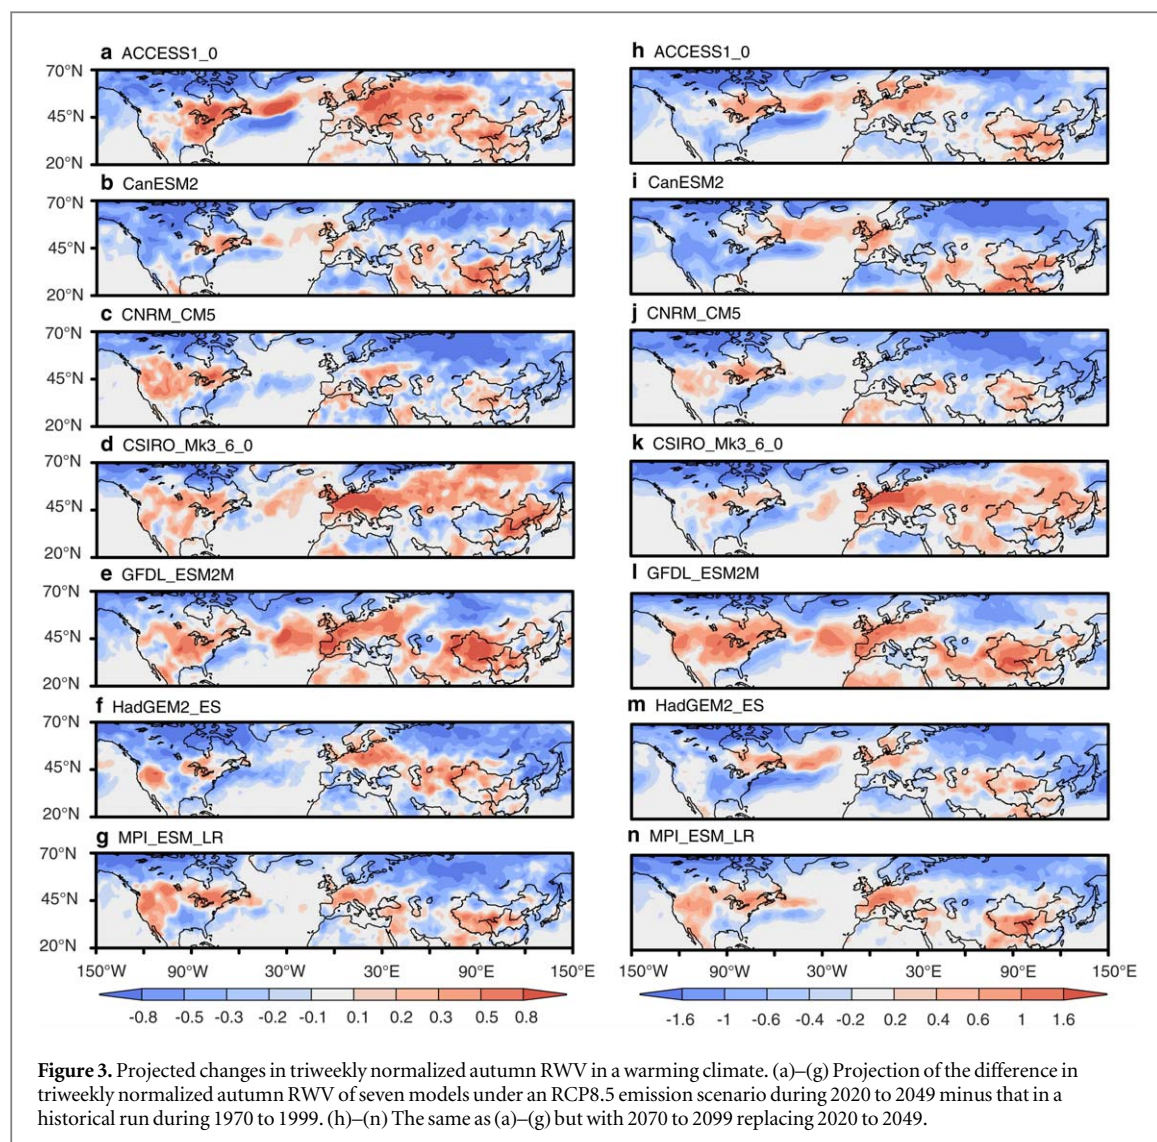 a ACCESS1_0
70°N
45°N
20°N
b CanESM2
70°N
45°N
20°N
c CNRM_CM5
70°N
45°N
20°N
d CSIRO_Mk3_6_0
70°N
45°N
20°N
e GFDL_ESM2M
70°N
45°N
20°N
f HadGEM2_ES
70°N
45°N
20°N
g MPI_ESM_LR
70°N
45°N
20°N
150°W 90°W 30°W 30°E 90°E 150°E
-0.8 -0.5 -0.3 -0.2 -0.1 0.1 0.2 0.3 0.5 0.8
h ACCESS1_0
i CanESM2
j CNRM_CM5
k CSIRO_Mk3_6_0
l GFDL_ESM2M
m HadGEM2_ES
n MPI_ESM_LR
150°W 90°W 30°W 30°E 90°E 150°E
-1.6 -1 -0.6 -0.4 -0.2 0.2 0.4 0.6 1 1.6
Figure 3. Projected changes in triweekly normalized autumn RWV in a warming climate. (a)–(g) Projection of the difference in
triweekly normalized autumn RWV of seven models under an RCP8.5 emission scenario during 2020 to 2049 minus that in a
historical run during 1970 to 1999. (h)–(n) The same as (a)–(g) but with 2070 to 2099 replacing 2020 to 2049.